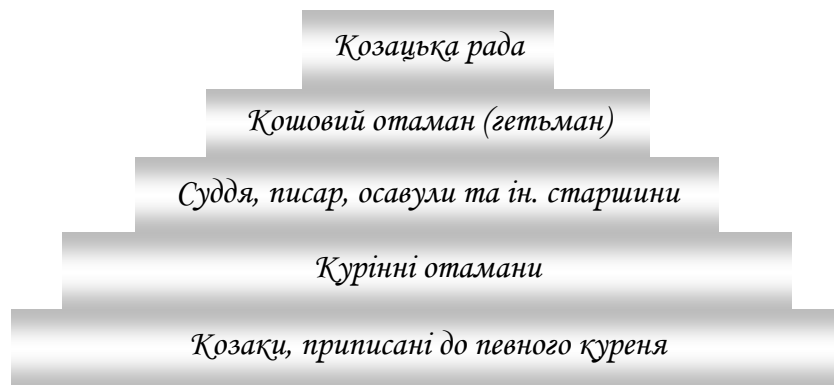 Козацька рада
Кошовий отаман (гетьман)
Суддя, писар, осавули та ін. старшини
Курінні отамани
Козаки, приписані до певного куреня